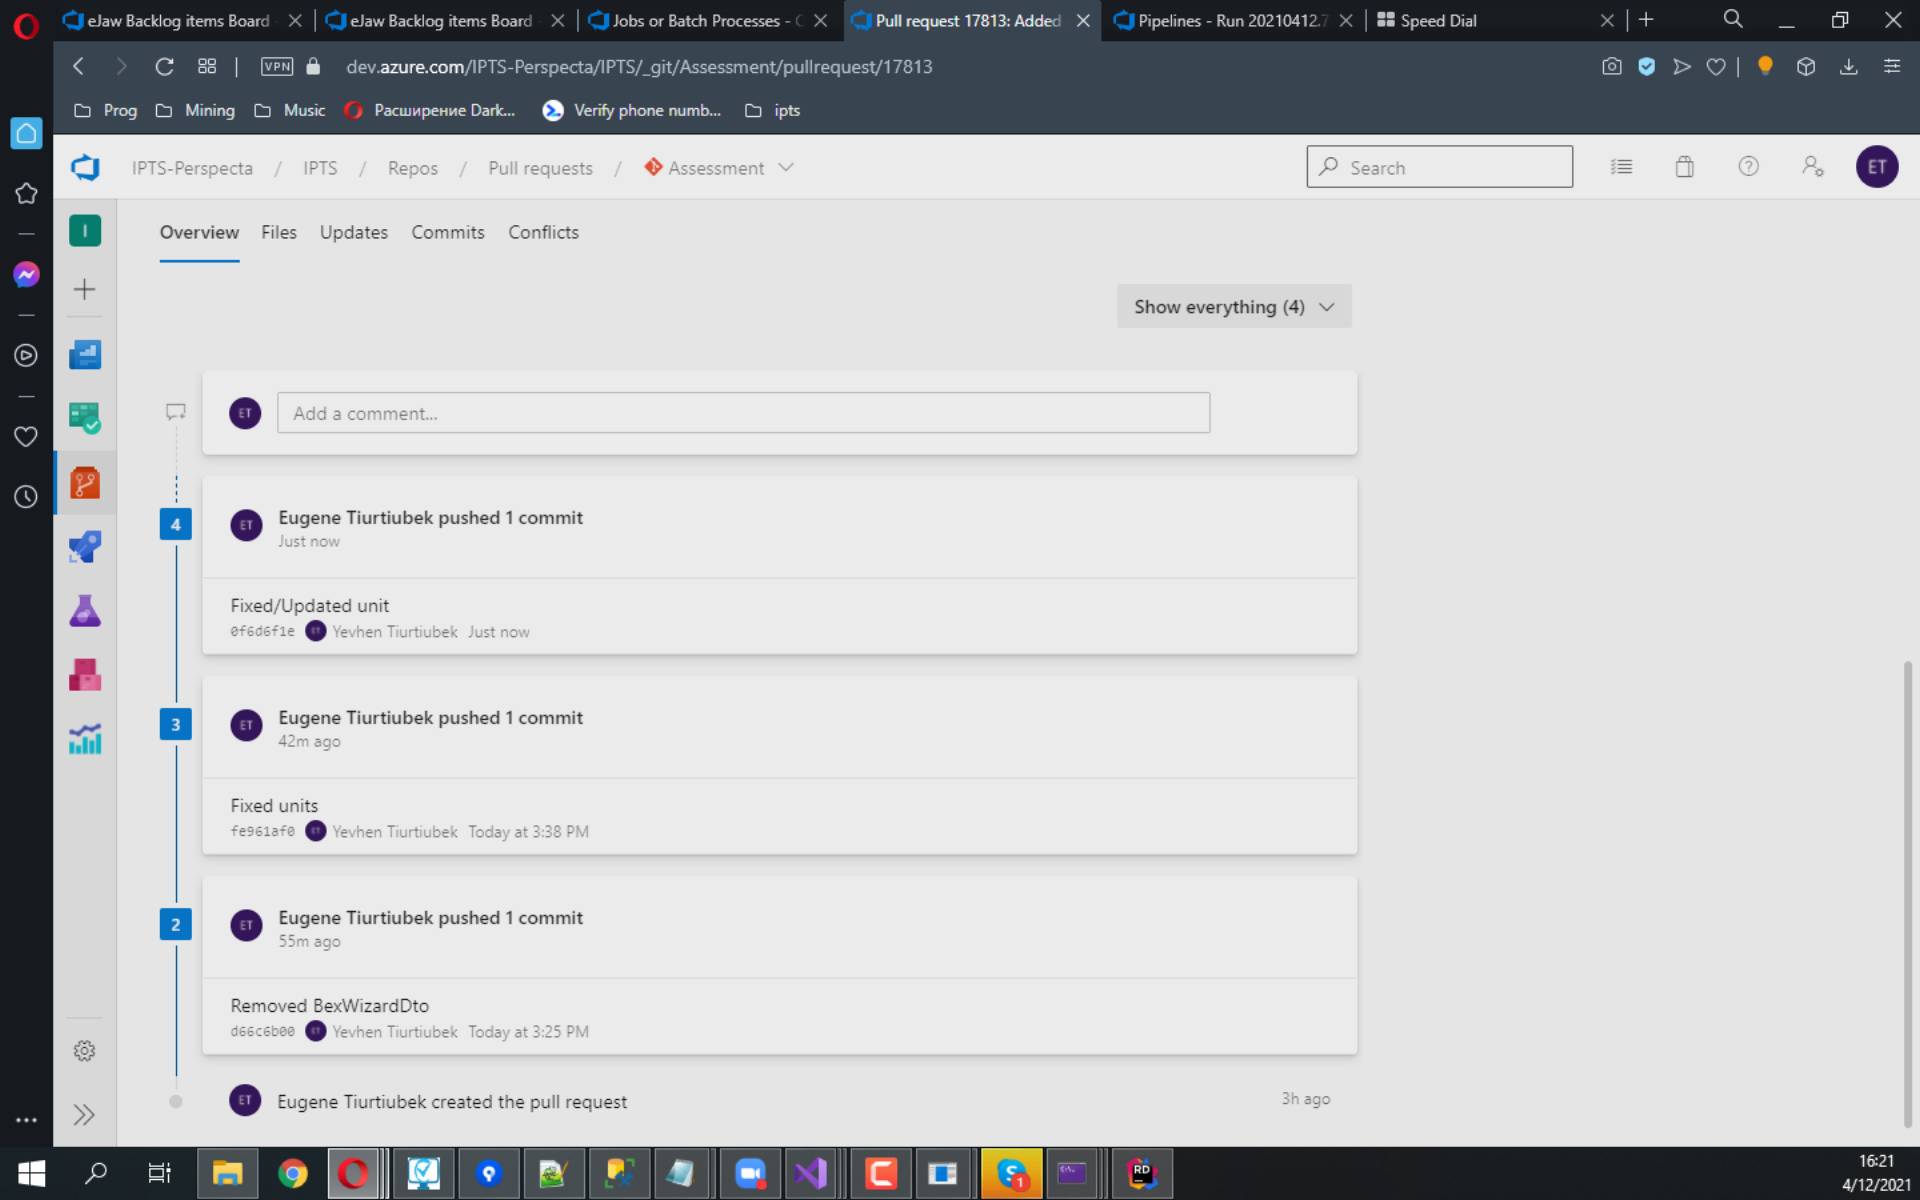 eJaw Backlog items Board
eJaw Backlog items Board
Jobs or Batch Processes -
Pull request 17813: Added
Pipelines - Run 20210412.7
Speed Dial
VPN
dev.azure.com/IPTS-Perspecta/IPTS/_git/Assessment/pullrequest/17813
Prog
Mining
Music
Расширение Dark...
Verify phone numb...
ipts
IPTS-Perspecta / IPTS / Repos / Pull requests / Assessment
Search
ET
I
Overview Files Updates Commits Conflicts
Show everything (4)
ET
Add a comment...
4
ET
Eugene Tiurtiubek pushed 1 commit
Just now
Fixed/Updated unit
0f6d6f1e ET Yevhen Tiurtiubek Just now
3
ET
Eugene Tiurtiubek pushed 1 commit
42m ago
Fixed units
fe961af0 ET Yevhen Tiurtiubek Today at 3:38 PM
2
ET
Eugene Tiurtiubek pushed 1 commit
55m ago
Removed BexWizardDto
d66c6b00 ET Yevhen Tiurtiubek Today at 3:25 PM
ET
Eugene Tiurtiubek created the pull request
3h ago
1
RD
16:21
4/12/2021